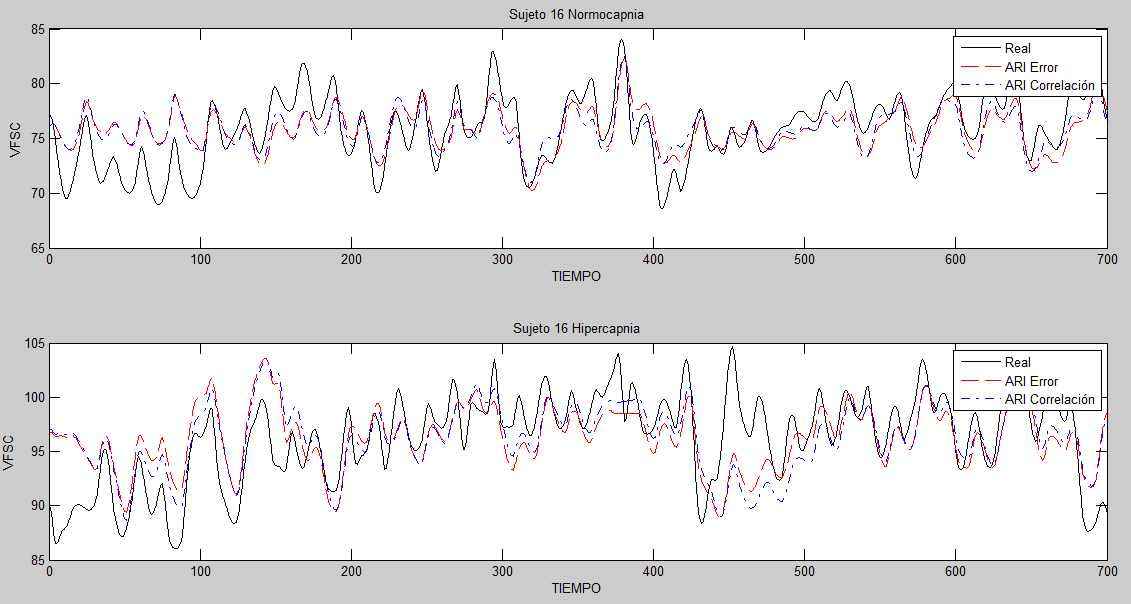 Sujeto 16 Normocapnia
85
80
75
70
65
VFSC
0 100 200 300 400 500 600 700
TIEMPO
Real
ARI Error
ARI Correlación
Sujeto 16 Hipercapnia
105
100
95
90
85
VFSC
0 100 200 300 400 500 600 700
TIEMPO
Real
ARI Error
ARI Correlación